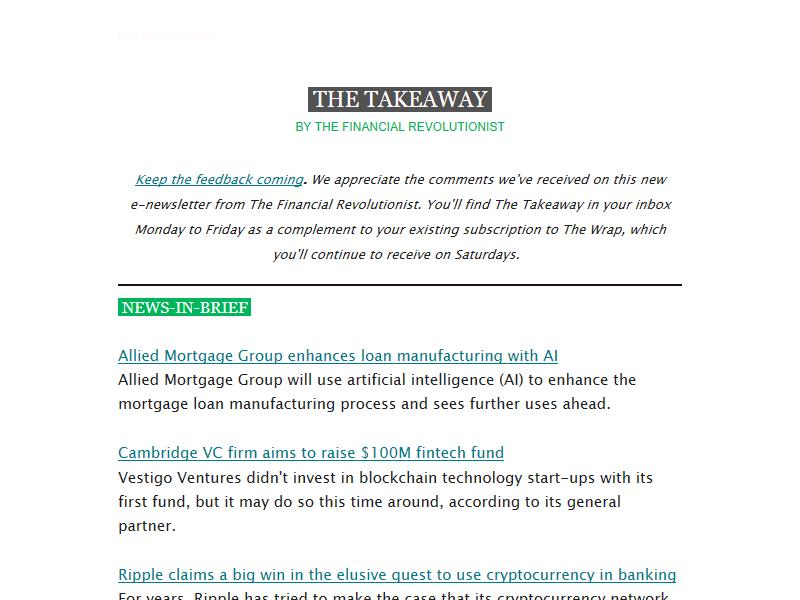 THE TAKEAWAY
BY THE FINANCIAL REVOLUTIONIST
Keep the feedback coming. We appreciate the comments we've received on this new
e-newsletter from The Financial Revolutionist. You'll find The Takeaway in your inbox
Monday to Friday as a complement to your existing subscription to The Wrap, which
you'll continue to receive on Saturdays.
NEWS-IN-BRIEF
Allied Mortgage Group enhances loan manufacturing with AI
Allied Mortgage Group will use artificial intelligence (AI) to enhance the
mortgage loan manufacturing process and sees further uses ahead.
Cambridge VC firm aims to raise $100M fintech fund
Vestigo Ventures didn't invest in blockchain technology start-ups with its
first fund, but it may do so this time around, according to its general
partner.
Ripple claims a big win in the elusive quest to use cryptocurrency in banking
For years, Ripple has tried to make the case that its cryptocurrency network